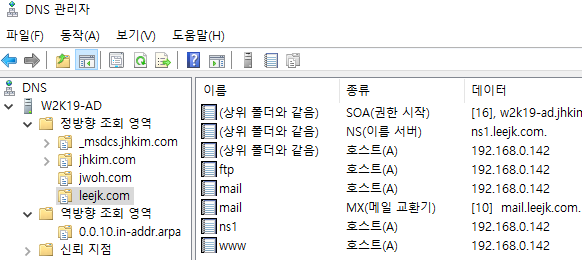 DNS 관리자
파일(F) 동작(A) 보기(V) 도움말(H)
DNS
W2K19-AD
정방향 조회 영역
_msdcs.jhkim.com
jhkim.com
jwoh.com
leejk.com
역방향 조회 영역
0.0.10.in-addr.arpa
신뢰 지점
이름 종류 데이터
(상위 폴더와 같음) SOA(권한 시작) [16], w2k19-ad.jhkim
(상위 폴더와 같음) NS(이름 서버) ns1.leejk.com.
(상위 폴더와 같음) 호스트(A) 192.168.0.142
ftp 호스트(A) 192.168.0.142
mail 호스트(A) 192.168.0.142
mail MX(메일 교환기) [10] mail.leejk.com.
ns1 호스트(A) 192.168.0.142
www 호스트(A) 192.168.0.142